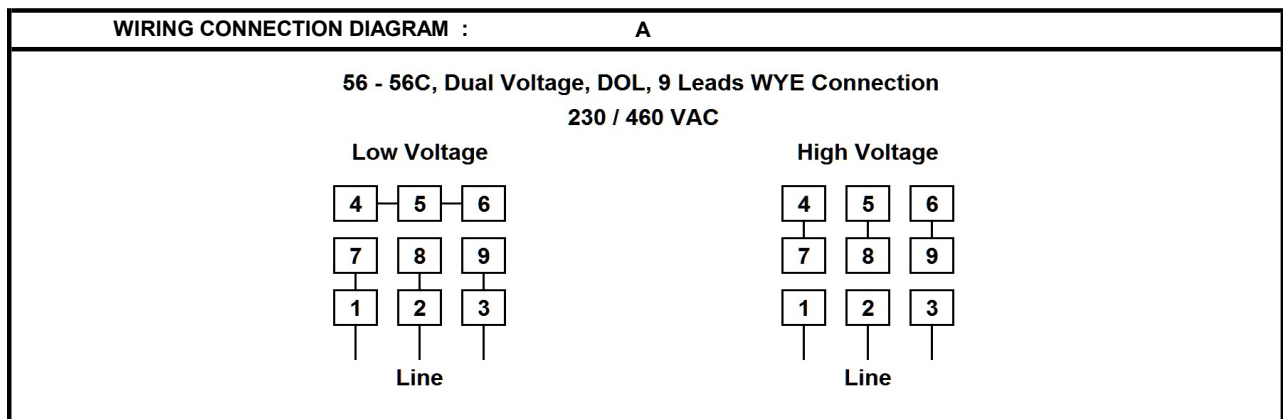 WIRING CONNECTION DIAGRAM : A
56 - 56C, Dual Voltage, DOL, 9 Leads WYE Connection
230 / 460 VAC
Low Voltage
4 5 6
7 8 9
1 2 3
Line
High Voltage
4 5 6
7 8 9
1 2 3
Line